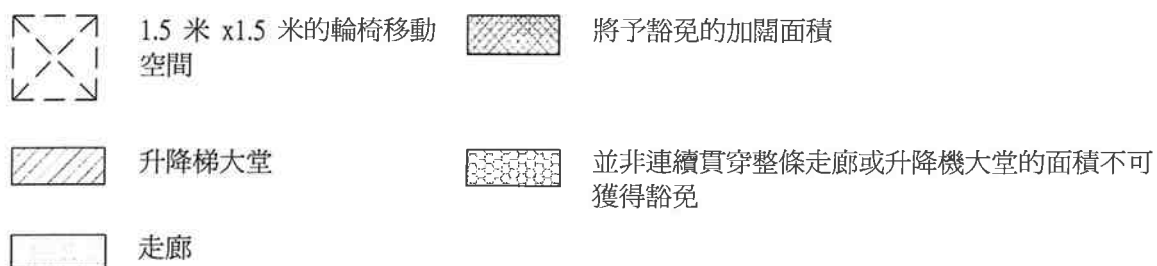 1.5 米 x1.5 米的輪椅移動
空間
將予豁免的加闊面積
升降梯大堂
並非連續貫穿整條走廊或升降機大堂的面積不可
獲得豁免
走廊